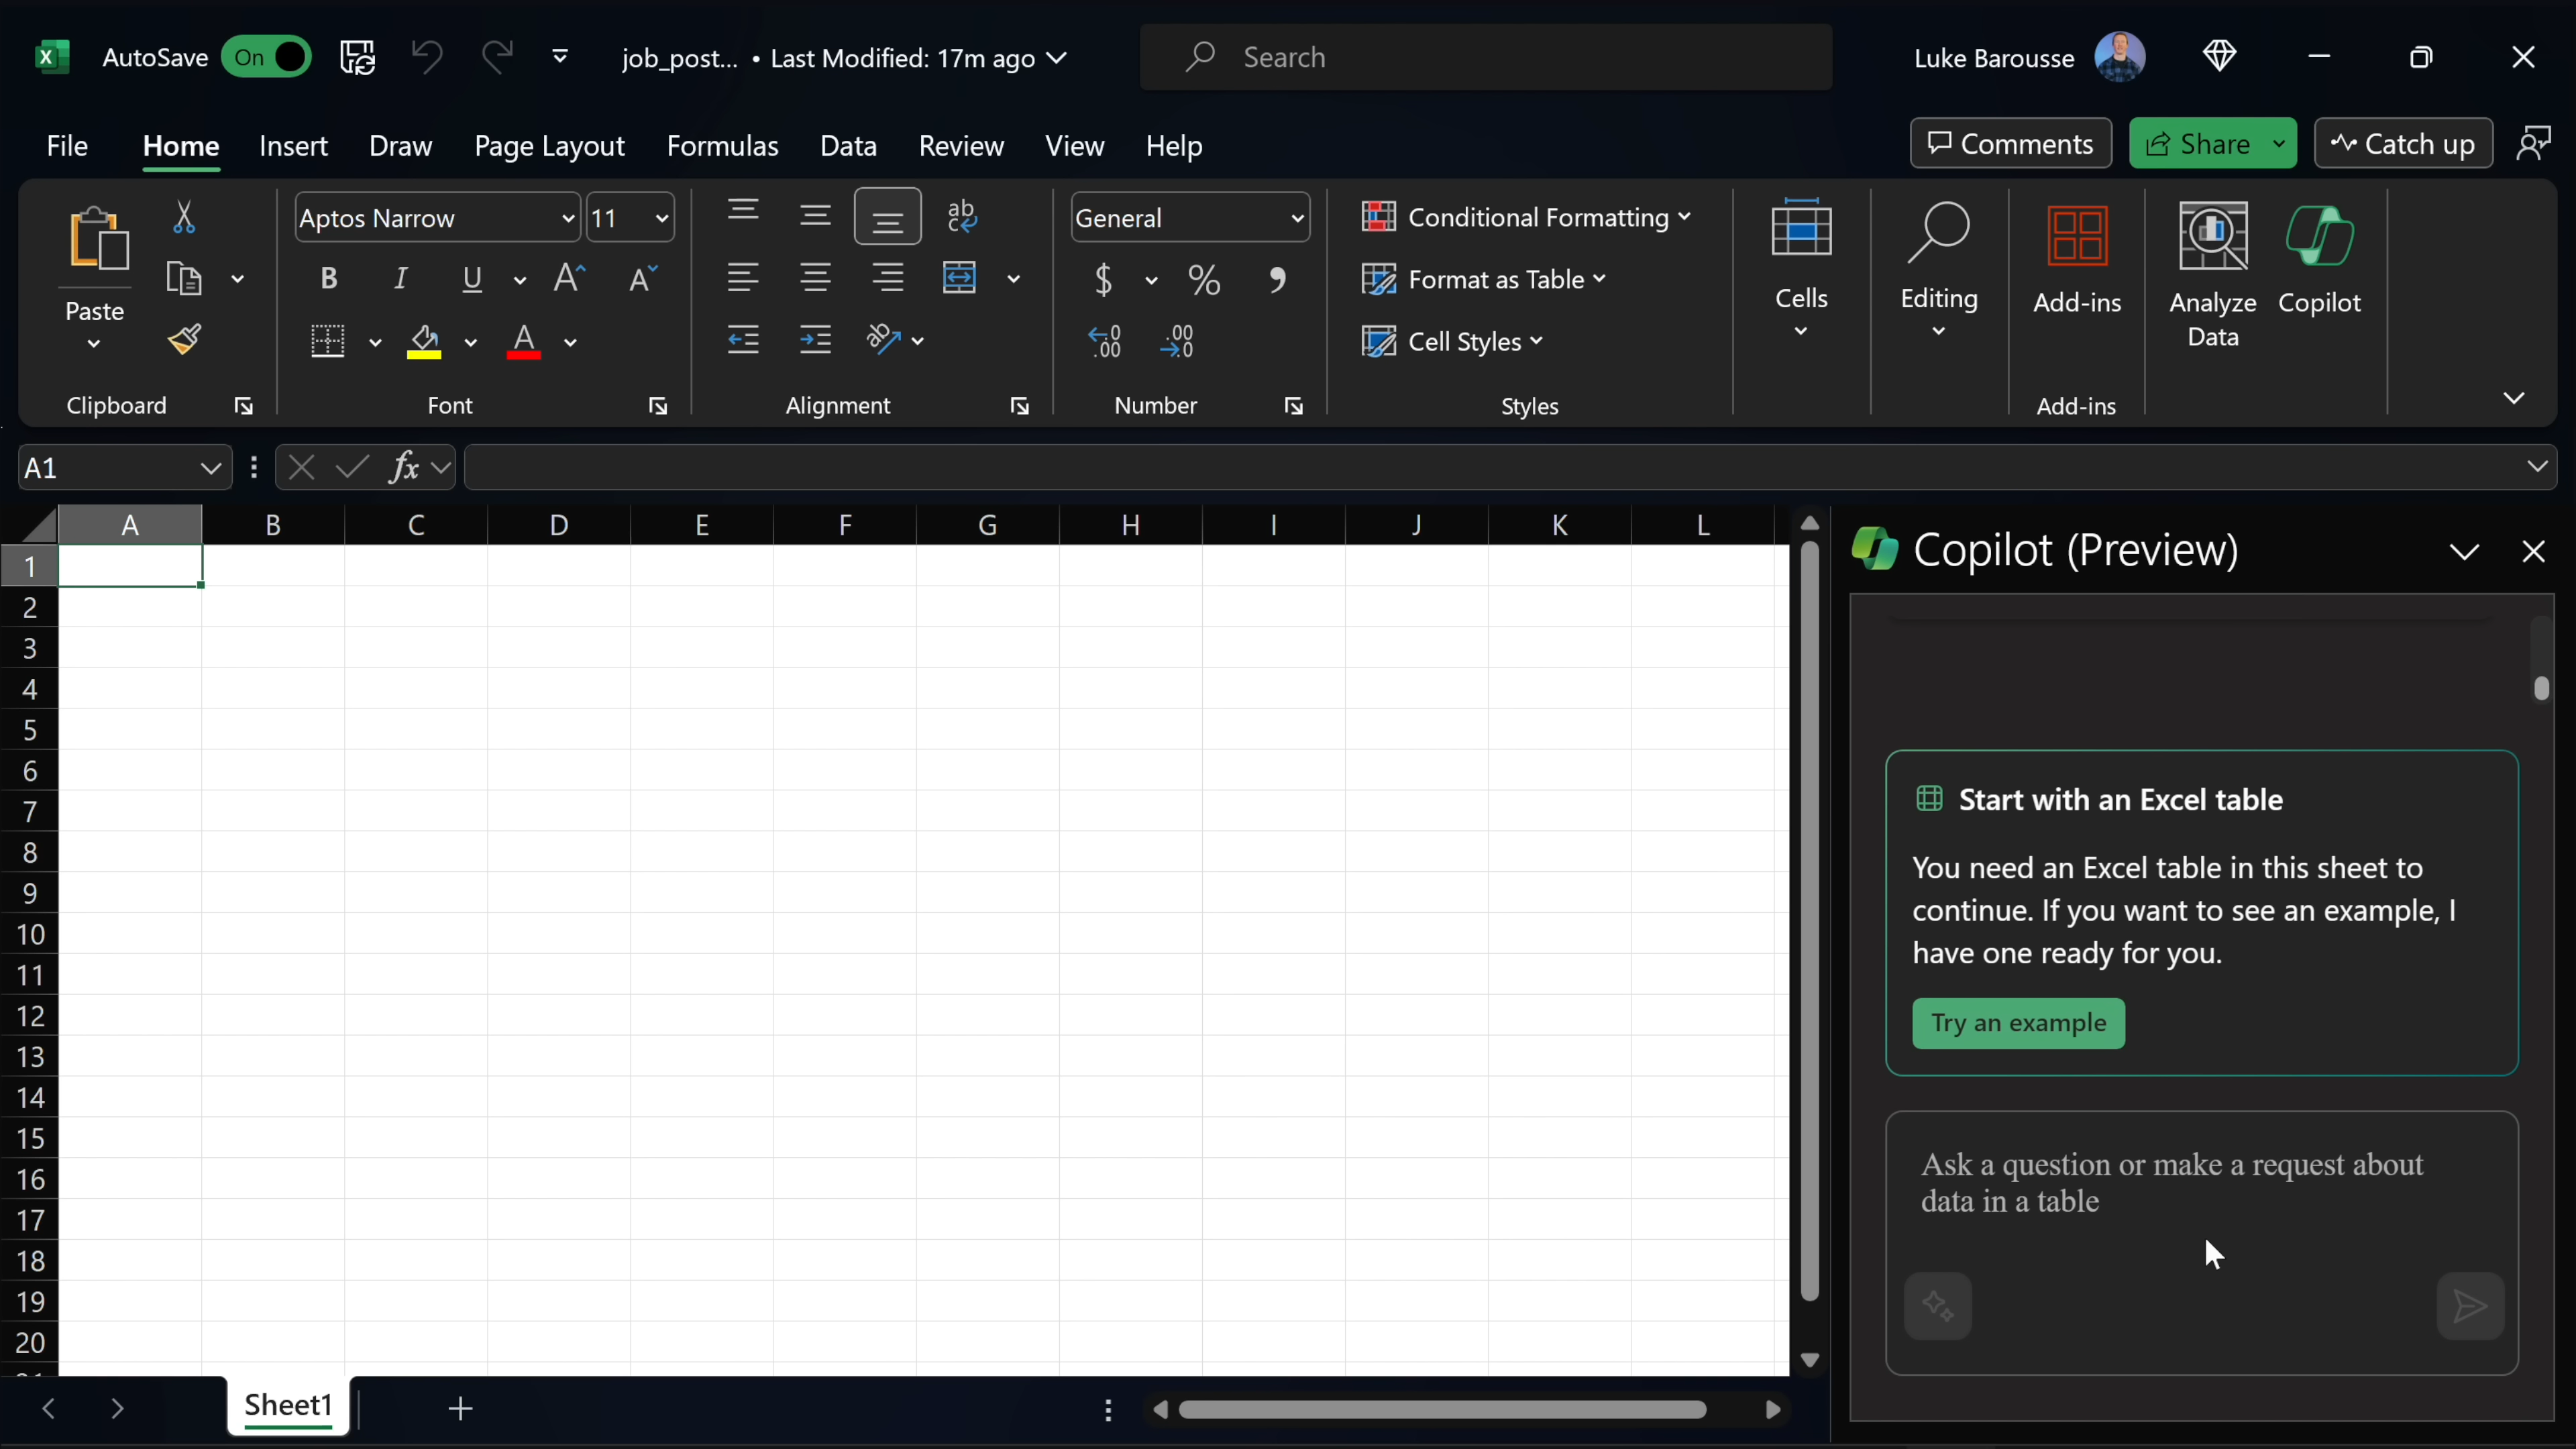 AutoSave On job_post... • Last Modified: 17m ago Search Luke Barousse
File Home Insert Draw Page Layout Formulas Data Review View Help Comments Share Catch up
Paste
Clipboard
Aptos Narrow 11
B I U A A
A
Font
ab
c
Alignment
General
$ % ,
.00 .00
Number
Conditional Formatting
Format as Table
Cell Styles
Styles
Cells
Editing
Add-ins
Add-ins
Analyze
Data
Copilot
A1 fx
A B C D E F G H I J K L
1
2
3
4
5
6
7
8
9
10
11
12
13
14
15
16
17
18
19
20
Copilot (Preview)
Start with an Excel table
You need an Excel table in this sheet to
continue. If you want to see an example, I
have one ready for you.
Try an example
Ask a question or make a request about
data in a table
Sheet1